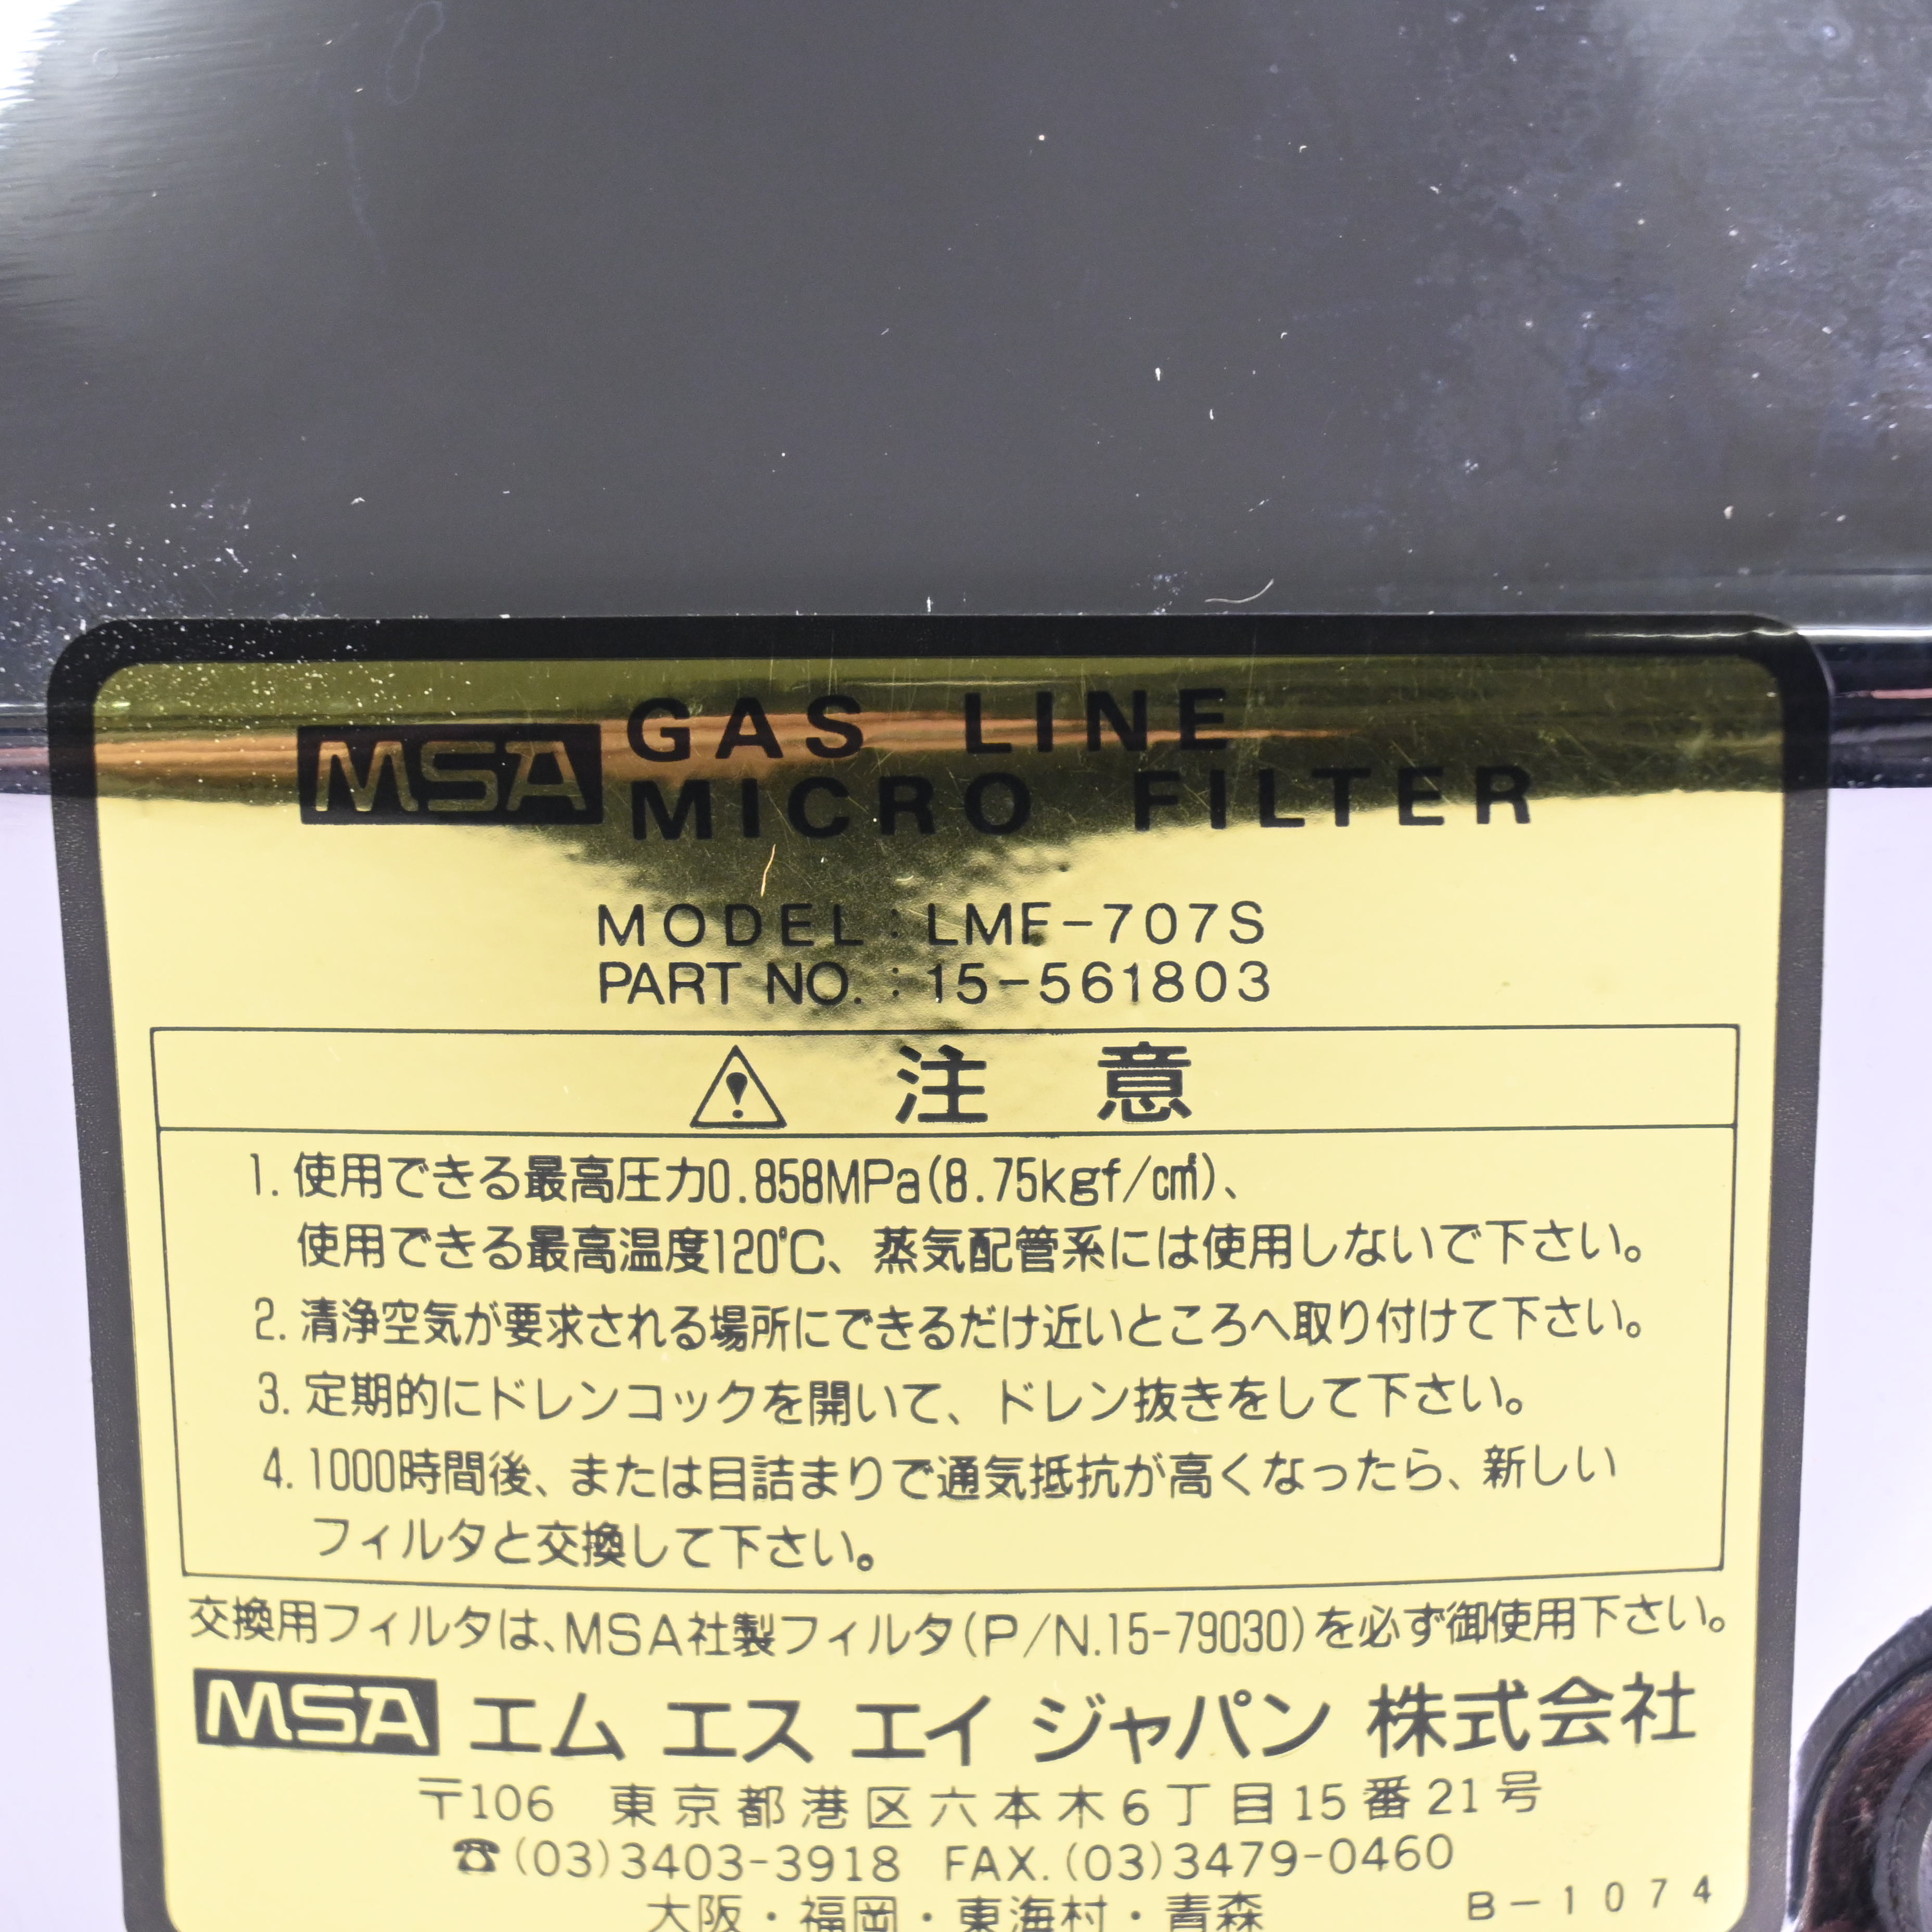 MSA GAS LINE
MICRO FILTER
MODEL : LMF-707S
PART NO. : 15-561803
⚠ 注意
1. 使用できる最高圧力0.858MPa(8.75kgf/c㎡)、
使用できる最高温度120℃、蒸気配管系には使用しないで下さい。
2. 清浄空気が要求される場所にできるだけ近いところへ取り付けて下さい。
3. 定期的にドレンコックを開いて、ドレン抜きをして下さい。
4. 1000時間後、または目詰まりで通気抵抗が高くなったら、新しい
フィルタと交換して下さい。
交換用フィルタは、MSA社製フィルタ(P/N.15-79030)を必ず御使用下さい。
MSA エム エス エイ ジャパン 株式会社
〒106 東京都港区六本木6丁目15番21号
☎(03)3403-3918 FAX.(03)3479-0460
大阪・福岡・東海村・青森
B-1074